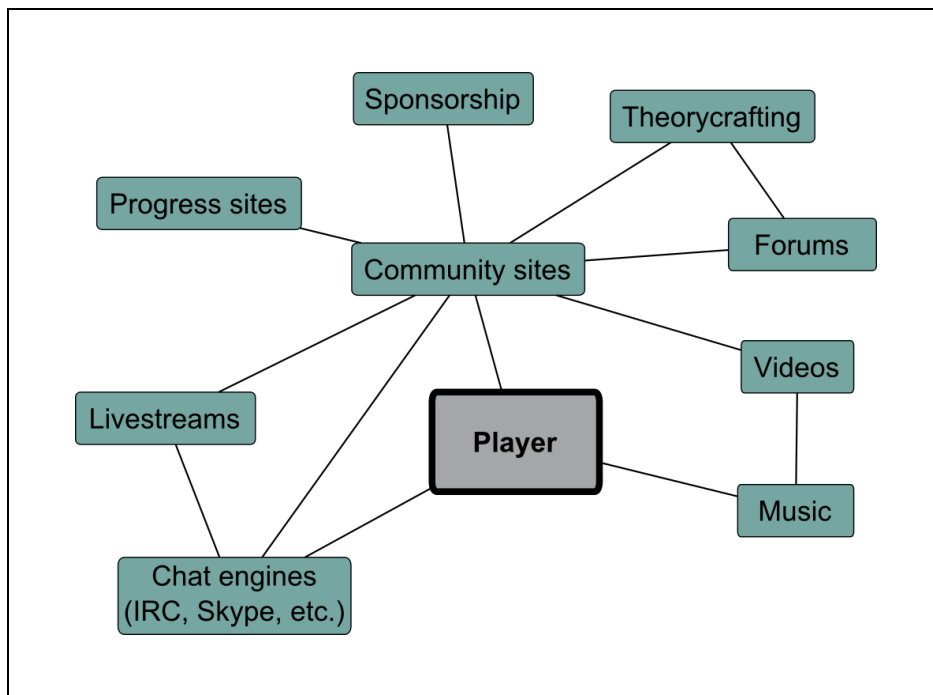 Sponsorship
Theorycrafting
Progress sites
Forums
Community sites
Videos
Livestreams
Player
Music
Chat engines
(IRC, Skype, etc.)